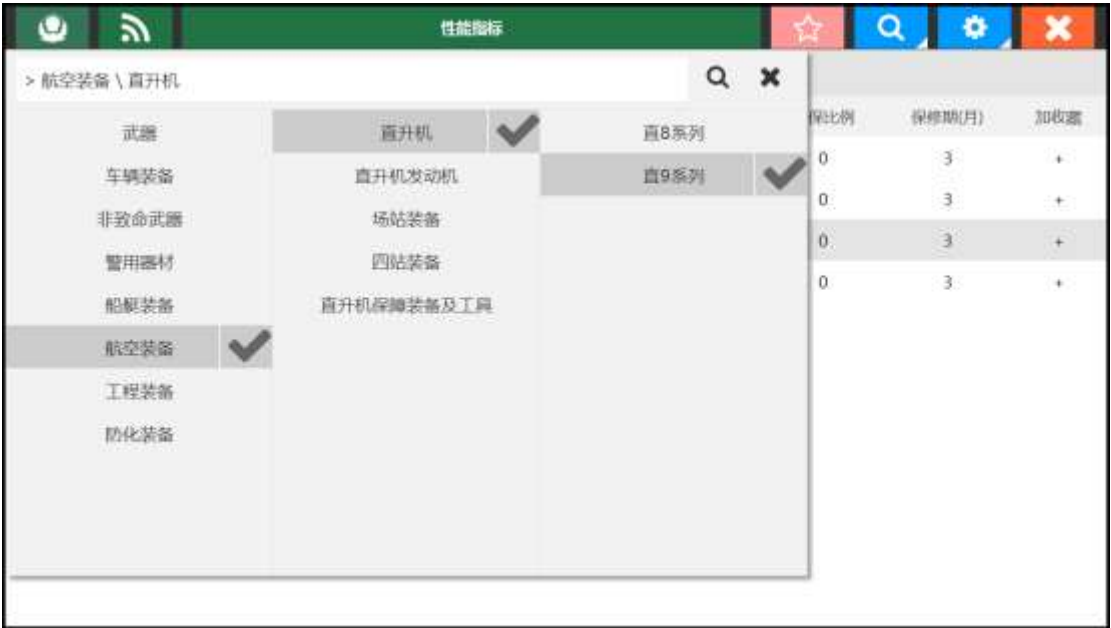 性能指标
> 航空装备 \ 直升机
保比例 保修期(月) 加收藏
武器 直升机 直8系列
车辆装备 直升机发动机 直9系列
非致命武器 场站装备
警用器材 四站装备
船艇装备 直升机保障装备及工具
航空装备
工程装备
防化装备
0 3 +
0 3 +
0 3 +
0 3 +